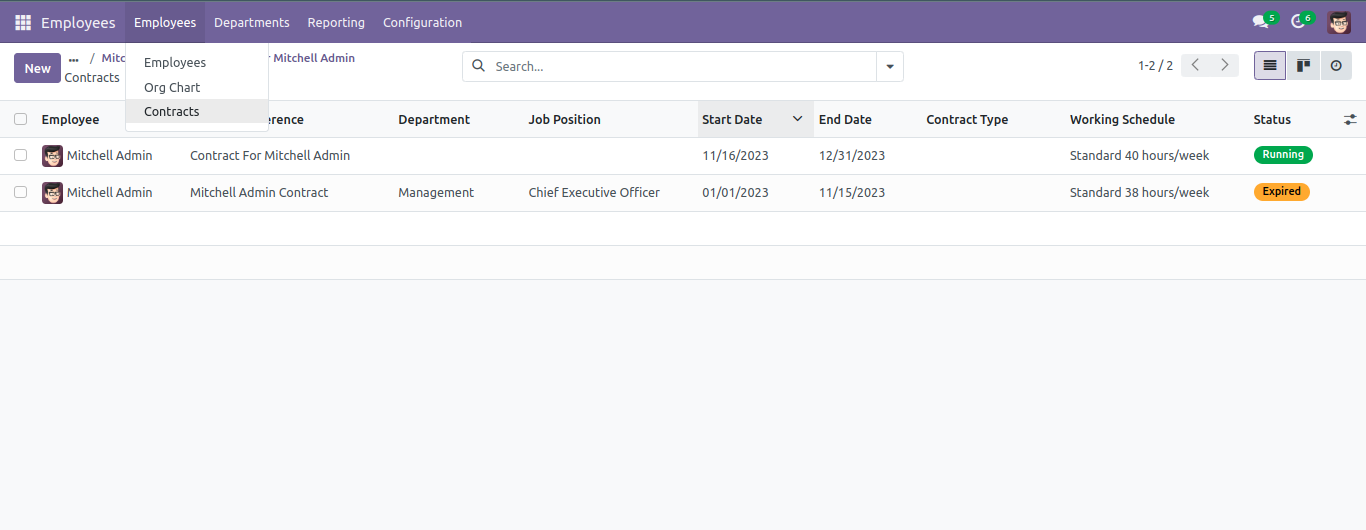 Employees Employees Departments Reporting Configuration 5 6
New ... / Mitc r Mitchell Admin Search... 1-2 / 2
Contracts
Employees
Org Chart
Contracts
Employee erence Department Job Position Start Date End Date Contract Type Working Schedule Status
Mitchell Admin Contract For Mitchell Admin 11/16/2023 12/31/2023 Standard 40 hours/week Running
Mitchell Admin Mitchell Admin Contract Management Chief Executive Officer 01/01/2023 11/15/2023 Standard 38 hours/week Expired